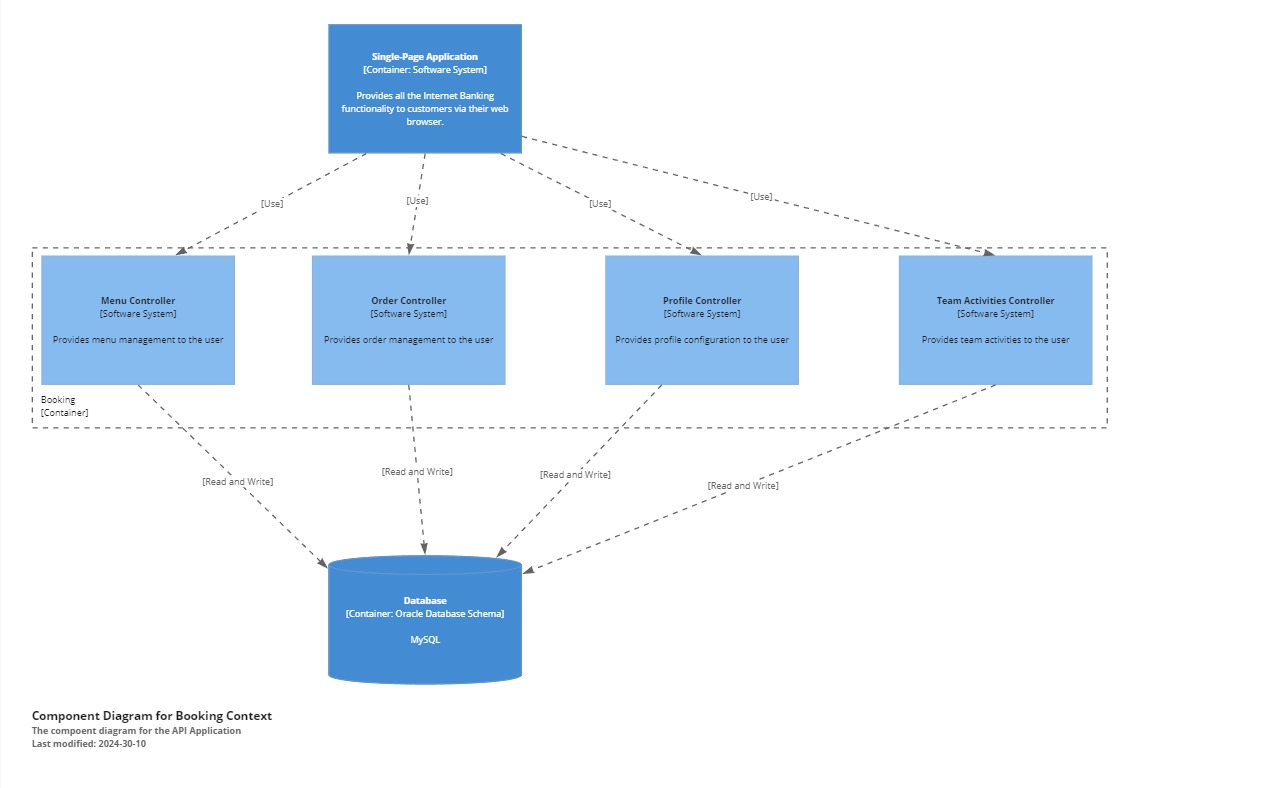 Single-Page Application
[Container: Software System]
Provides all the Internet Banking
functionality to customers via their web
browser.
[Use]
[Use]
[Use]
[Use]
Menu Controller
[Software System]
Provides menu management to the user
Order Controller
[Software System]
Provides order management to the user
Profile Controller
[Software System]
Provides profile configuration to the user
Team Activities Controller
[Software System]
Provides team activities to the user
Booking
[Container]
[Read and Write]
[Read and Write]
[Read and Write]
[Read and Write]
Database
[Container: Oracle Database Schema]
MySQL
Component Diagram for Booking Context
The compoent diagram for the API Application
Last modified: 2024-30-10